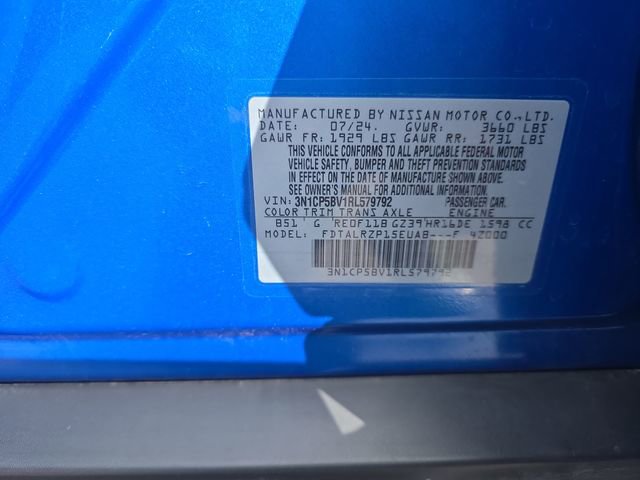 MANUFACTURED BY NISSAN MOTOR CO.,LTD.
DATE: 07/24. GVWR: 3660 LBS
GAWR FR: 1929 LBS GAWR RR: 1731 LBS
THIS VEHICLE CONFORMS TO ALL APPLICABLE FEDERAL MOTOR
VEHICLE SAFETY, BUMPER AND THEFT PREVENTION STANDARDS
IN EFFECT ON THE DATE OF MANUFACTURE SHOWN ABOVE.
SEE OWNER'S MANUAL FOR ADDITIONAL INFORMATION.
VIN: 3N1CP5BV1RL579792 PASSENGER CAR.
COLOR TRIM TRANS AXLE ENGINE
B51 G RE0F11B GZ39 HR16DE 1598 CC
MODEL: FDTALRZP15EUAB---F 42000
3N1CP5BV1RL579792